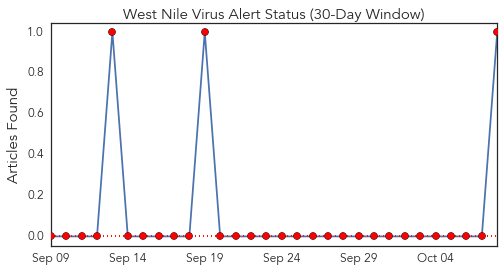 West Nile Virus Alert Status (30-Day Window)
Articles Found
1.0
0.8
0.6
0.4
0.2
0.0
Sep 09 Sep 14 Sep 19 Sep 24 Sep 29 Oct 04